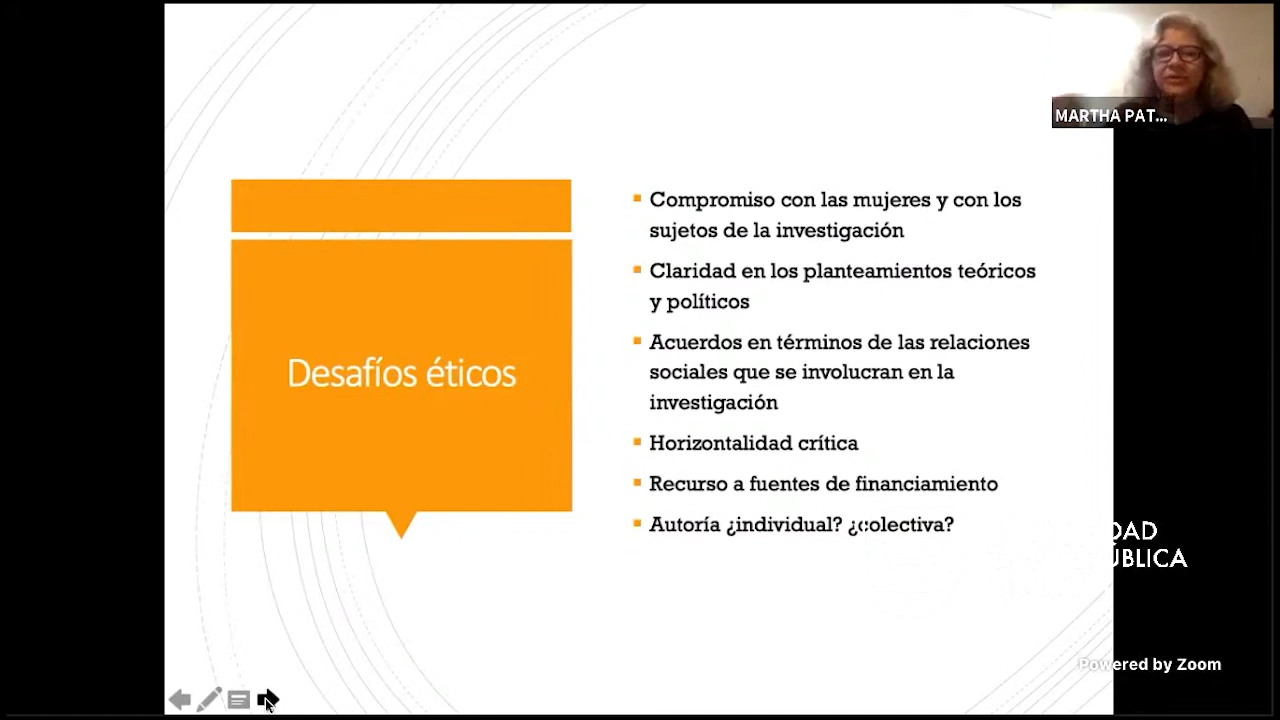 MARTHA PAT...
Desafíos éticos
Compromiso con las mujeres y con los
sujetos de la investigación
Claridad en los planteamientos teóricos
y políticos
Acuerdos en términos de las relaciones
sociales que se involucran en la
investigación
Horizontalidad crítica
Recurso a fuentes de financiamiento
Autoría ¿individual? ¿colectiva?
Powered by Zoom